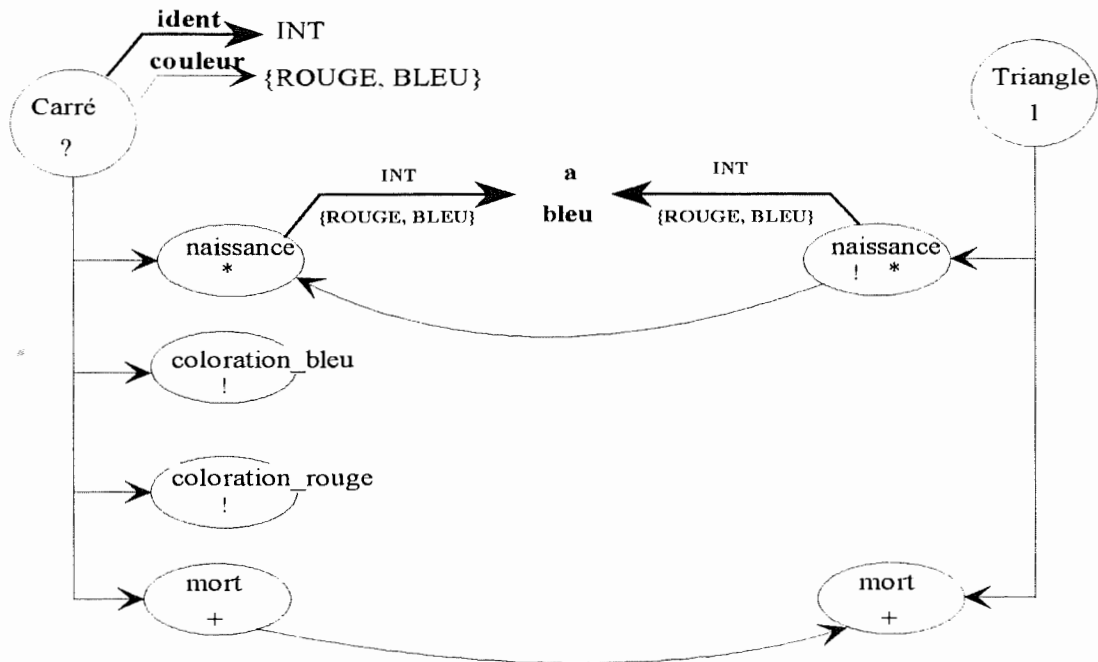 ident
INT
couleur
{ROUGE, BLEU}
Carré
?
Triangle
1
INT
a
INT
{ROUGE, BLEU}
bleu
{ROUGE, BLEU}
naissance
*
naissance
! *
coloration_bleu
!
coloration_rouge
!
mort
+
mort
+